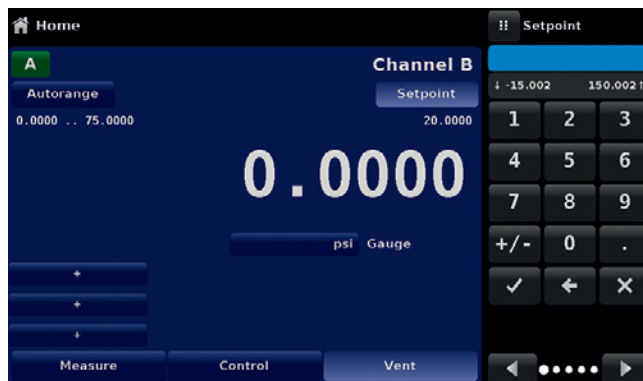 Home
A
Channel B
Autorange
Setpoint
0.0000 .. 75.0000
20.0000
0.0000
psi Gauge
+
+
+
Measure Control Vent
Setpoint
↓ -15.002 150.002↑
1 2 3
4 5 6
7 8 9
+/- 0 .